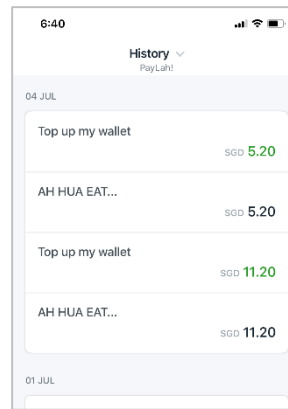 6:40
History
PayLah!
04 JUL
Top up my wallet
SGD 5.20
AH HUA EAT...
SGD 5.20
Top up my wallet
SGD 11.20
AH HUA EAT...
SGD 11.20
01 JUL